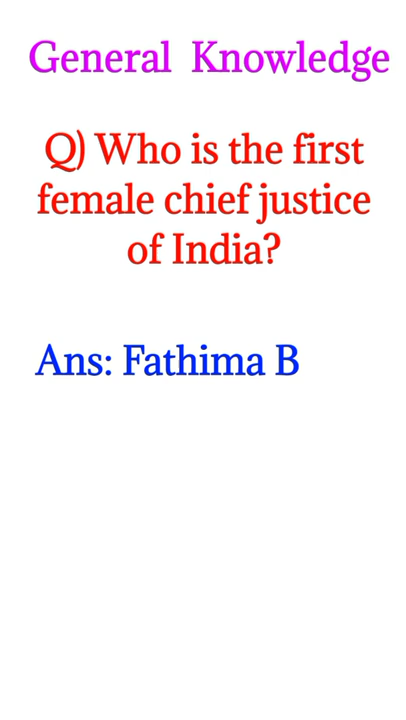 General Knowledge
Q) Who is the first
female chief justice
of India?
Ans: Fathima B